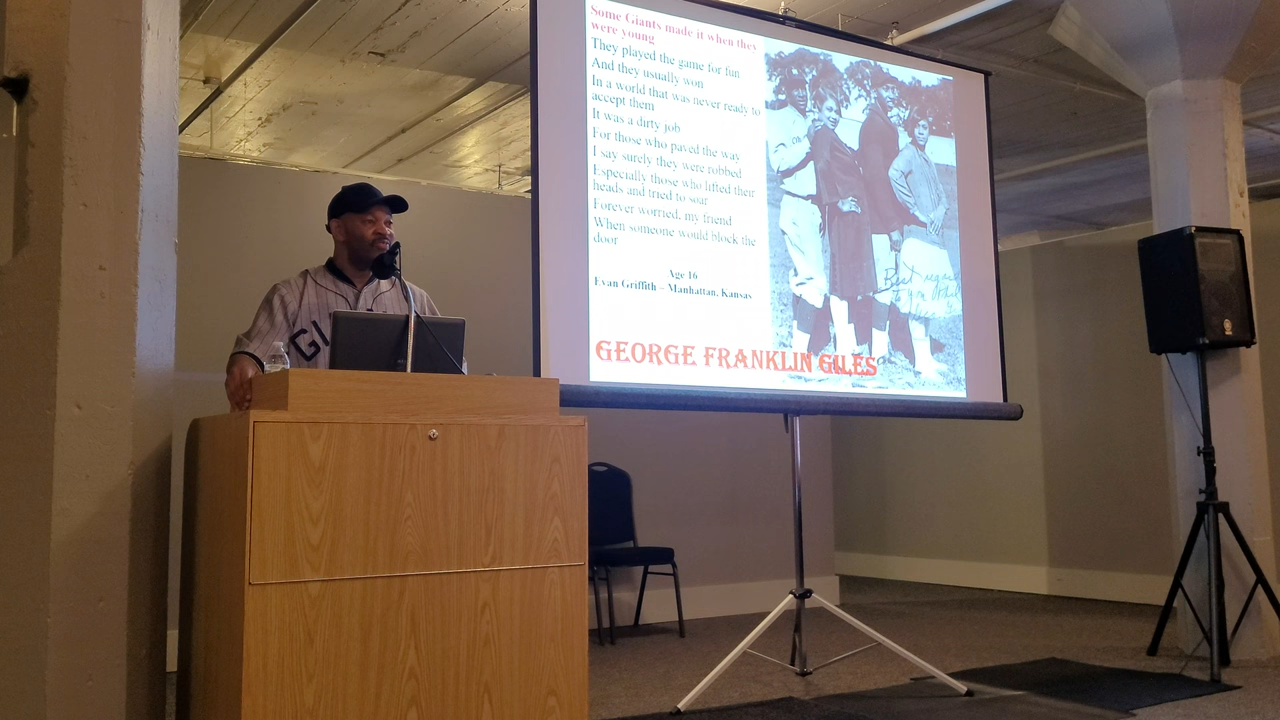 Some Giants made it when they
were young
They played the game for fun
And they usually won
In a world that was never ready to
accept them
It was a dirty job
For those who paved the way
I say surely they were robbed
Especially those who lifted their
heads and tried to soar
Forever worried, my friend
When someone would block the
door
Age 16
Evan Griffith – Manhattan, Kansas
Best
to you
GEORGE FRANKLIN GILES
GI